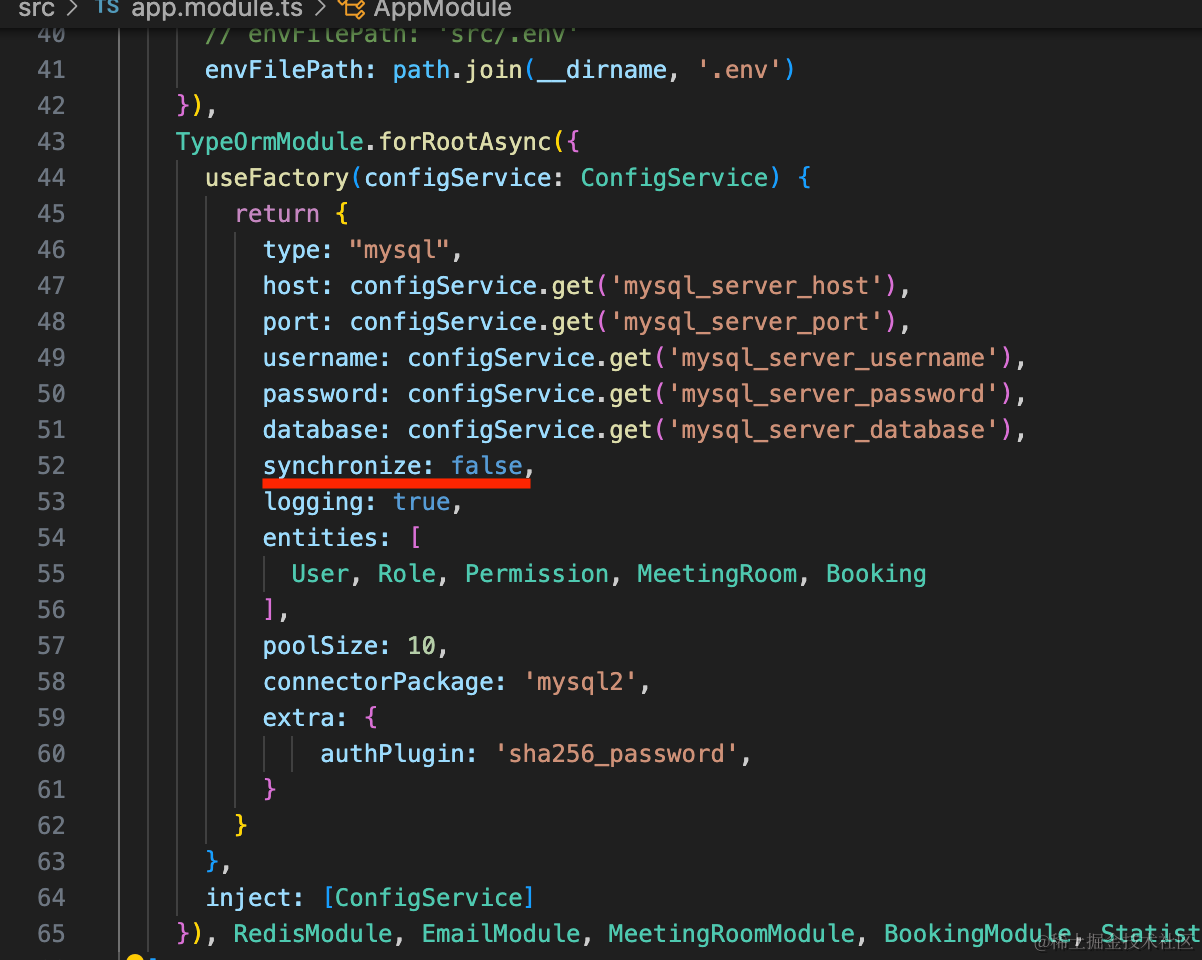 src > TS app.module.ts > AppModule
40 // envFilePath: 'src/.env'
41 envFilePath: path.join(__dirname, '.env')
42 }),
43 TypeOrmModule.forRootAsync({
44 useFactory(configService: ConfigService) {
45 return {
46 type: "mysql",
47 host: configService.get('mysql_server_host'),
48 port: configService.get('mysql_server_port'),
49 username: configService.get('mysql_server_username'),
50 password: configService.get('mysql_server_password'),
51 database: configService.get('mysql_server_database'),
52 synchronize: false,
53 logging: true,
54 entities: [
55 User, Role, Permission, MeetingRoom, Booking
56 ],
57 poolSize: 10,
58 connectorPackage: 'mysql2',
59 extra: {
60 authPlugin: 'sha256_password',
61 }
62 }
63 },
64 inject: [ConfigService]
65 }), RedisModule, EmailModule, MeetingRoomModule, BookingModule, Statist
@稀土掘金技术社区